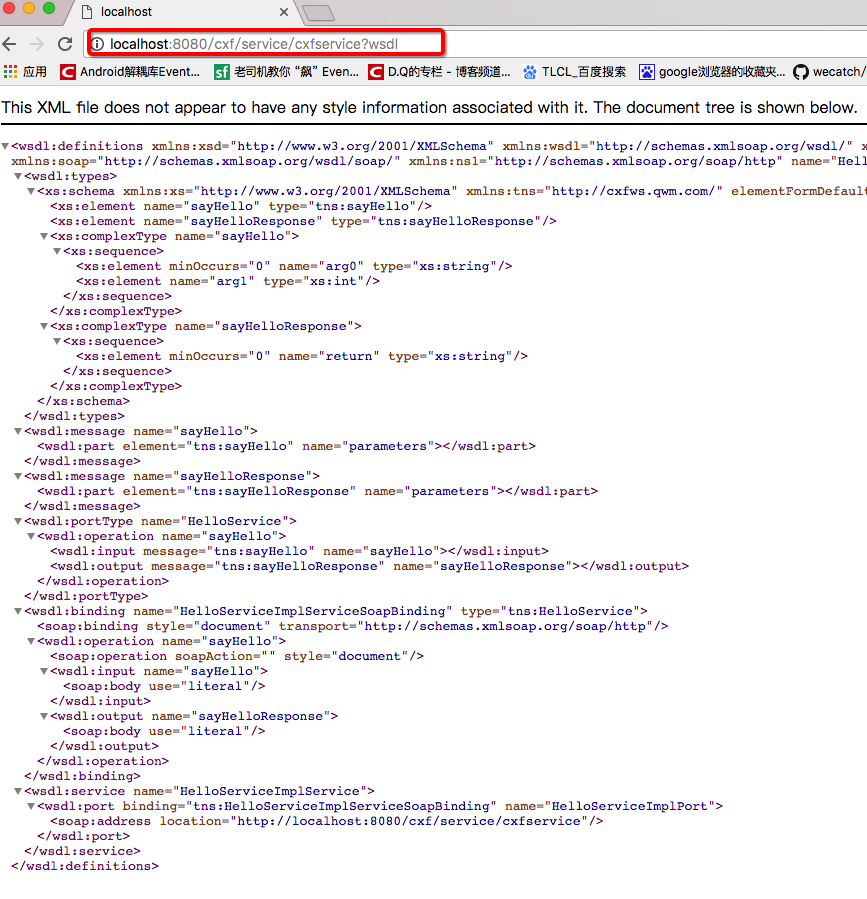 localhost
localhost:8080/cxf/service/cxfservice?wsdl
应用 Android解耦库Event... sf 老司机教你“飙”Even... D.Q的专栏 - 博客频道... TLCL_百度搜索 google浏览器的收藏夹... wecatch/
This XML file does not appear to have any style information associated with it. The document tree is shown below.
<wsdl:definitions xmlns:xsd="http://www.w3.org/2001/XMLSchema" xmlns:wsdl="http://schemas.xmlsoap.org/wsdl/" x
xmlns:soap="http://schemas.xmlsoap.org/wsdl/soap/" xmlns:ns1="http://schemas.xmlsoap.org/soap/http" name="Hell
<wsdl:types>
<xs:schema xmlns:xs="http://www.w3.org/2001/XMLSchema" xmlns:tns="http://cxfws.qwm.com/" elementFormDefault
<xs:element name="sayHello" type="tns:sayHello"/>
<xs:element name="sayHelloResponse" type="tns:sayHelloResponse"/>
<xs:complexType name="sayHello">
<xs:sequence>
<xs:element minOccurs="0" name="arg0" type="xs:string"/>
<xs:element name="arg1" type="xs:int"/>
</xs:sequence>
</xs:complexType>
<xs:complexType name="sayHelloResponse">
<xs:sequence>
<xs:element minOccurs="0" name="return" type="xs:string"/>
</xs:sequence>
</xs:complexType>
</xs:schema>
</wsdl:types>
<wsdl:message name="sayHello">
<wsdl:part element="tns:sayHello" name="parameters"></wsdl:part>
</wsdl:message>
<wsdl:message name="sayHelloResponse">
<wsdl:part element="tns:sayHelloResponse" name="parameters"></wsdl:part>
</wsdl:message>
<wsdl:portType name="HelloService">
<wsdl:operation name="sayHello">
<wsdl:input message="tns:sayHello" name="sayHello"></wsdl:input>
<wsdl:output message="tns:sayHelloResponse" name="sayHelloResponse"></wsdl:output>
</wsdl:operation>
</wsdl:portType>
<wsdl:binding name="HelloServiceImplServiceSoapBinding" type="tns:HelloService">
<soap:binding style="document" transport="http://schemas.xmlsoap.org/soap/http"/>
<wsdl:operation name="sayHello">
<soap:operation soapAction="" style="document"/>
<wsdl:input name="sayHello">
<soap:body use="literal"/>
</wsdl:input>
<wsdl:output name="sayHelloResponse">
<soap:body use="literal"/>
</wsdl:output>
</wsdl:operation>
</wsdl:binding>
<wsdl:service name="HelloServiceImplService">
<wsdl:port binding="tns:HelloServiceImplServiceSoapBinding" name="HelloServiceImplPort">
<soap:address location="http://localhost:8080/cxf/service/cxfservice"/>
</wsdl:port>
</wsdl:service>
</wsdl:definitions>